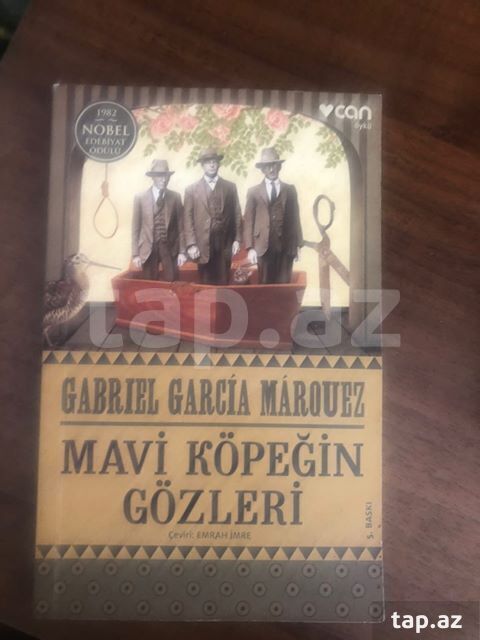 1982
NOBEL
EDEBİYAT
ÖDÜLÜ
can
öykü
tap.az
GABRIEL GARCÍA MÁRQUEZ
MAVİ KÖPEĞİN
GÖZLERİ
Çeviri: EMRAH İMRE
5. BASKI
tap.az